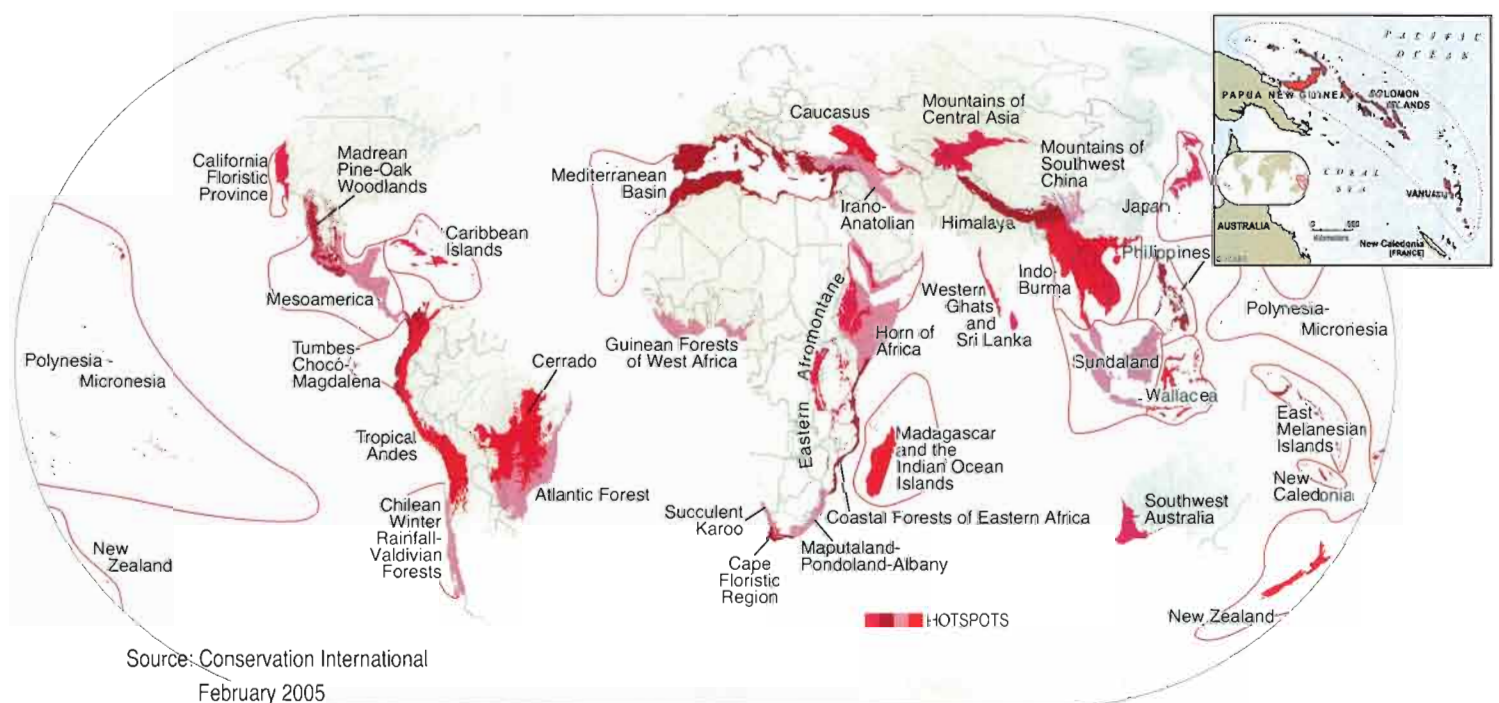 PACIFIC
OCEAN
PAPUA NEW GUINEA
SOLOMON
ISLANDS
CORAL
SEA
VANUATU
AUSTRALIA
0
Kilometers
New Caledonia
(FRANCE)
California
Floristic
Province
Madrean
Pine-Oak
Woodlands
Caribbean
Islands
Mesoamerica
Polynesia-
Micronesia
Tumbes-
Chocó-
Magdalena
Cerrado
Tropical
Andes
Atlantic Forest
Chilean
Winter
Rainfall-
Valdivian
Forests
New
Zealand
Caucasus
Mountains of
Central Asia
Mediterranean
Basin
Irano-
Anatolian
Mountains of
Southwest
China
Himalaya
Japan
Philippines
Indo-
Burma
Western
Ghats
and
Sri Lanka
Guinean Forests
of West Africa
Eastern Afromontane
Horn of
Africa
Sundaland
Wallacea
Polynesia-
Micronesia
East
Melanesian
Islands
New
Caledonia
Madagascar
and the
Indian Ocean
Islands
Southwest
Australia
Succulent
Karoo
Coastal Forests of Eastern Africa
Cape
Floristic
Region
Maputaland-
Pondoland-Albany
New Zealand
HOTSPOTS
Source: Conservation International
February 2005